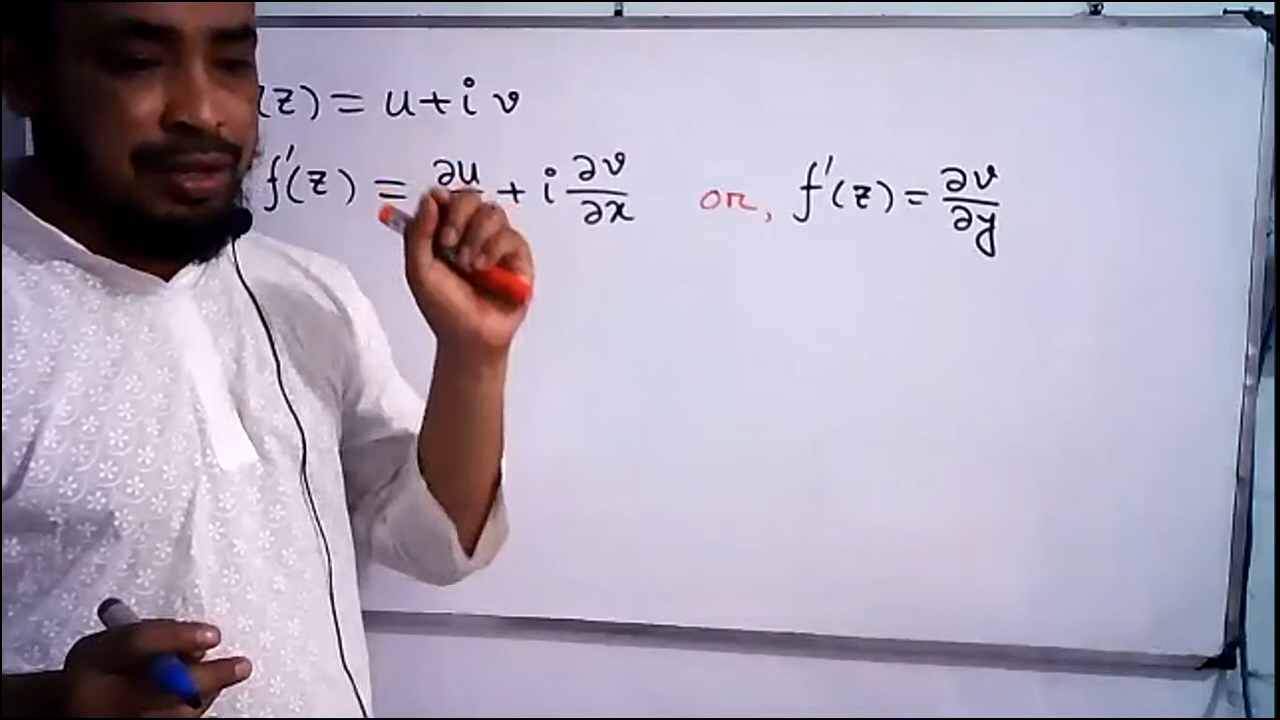 (z) = u + i v
f'(z) = ∂u + i ∂v/∂x or, f'(z) = ∂v/∂y